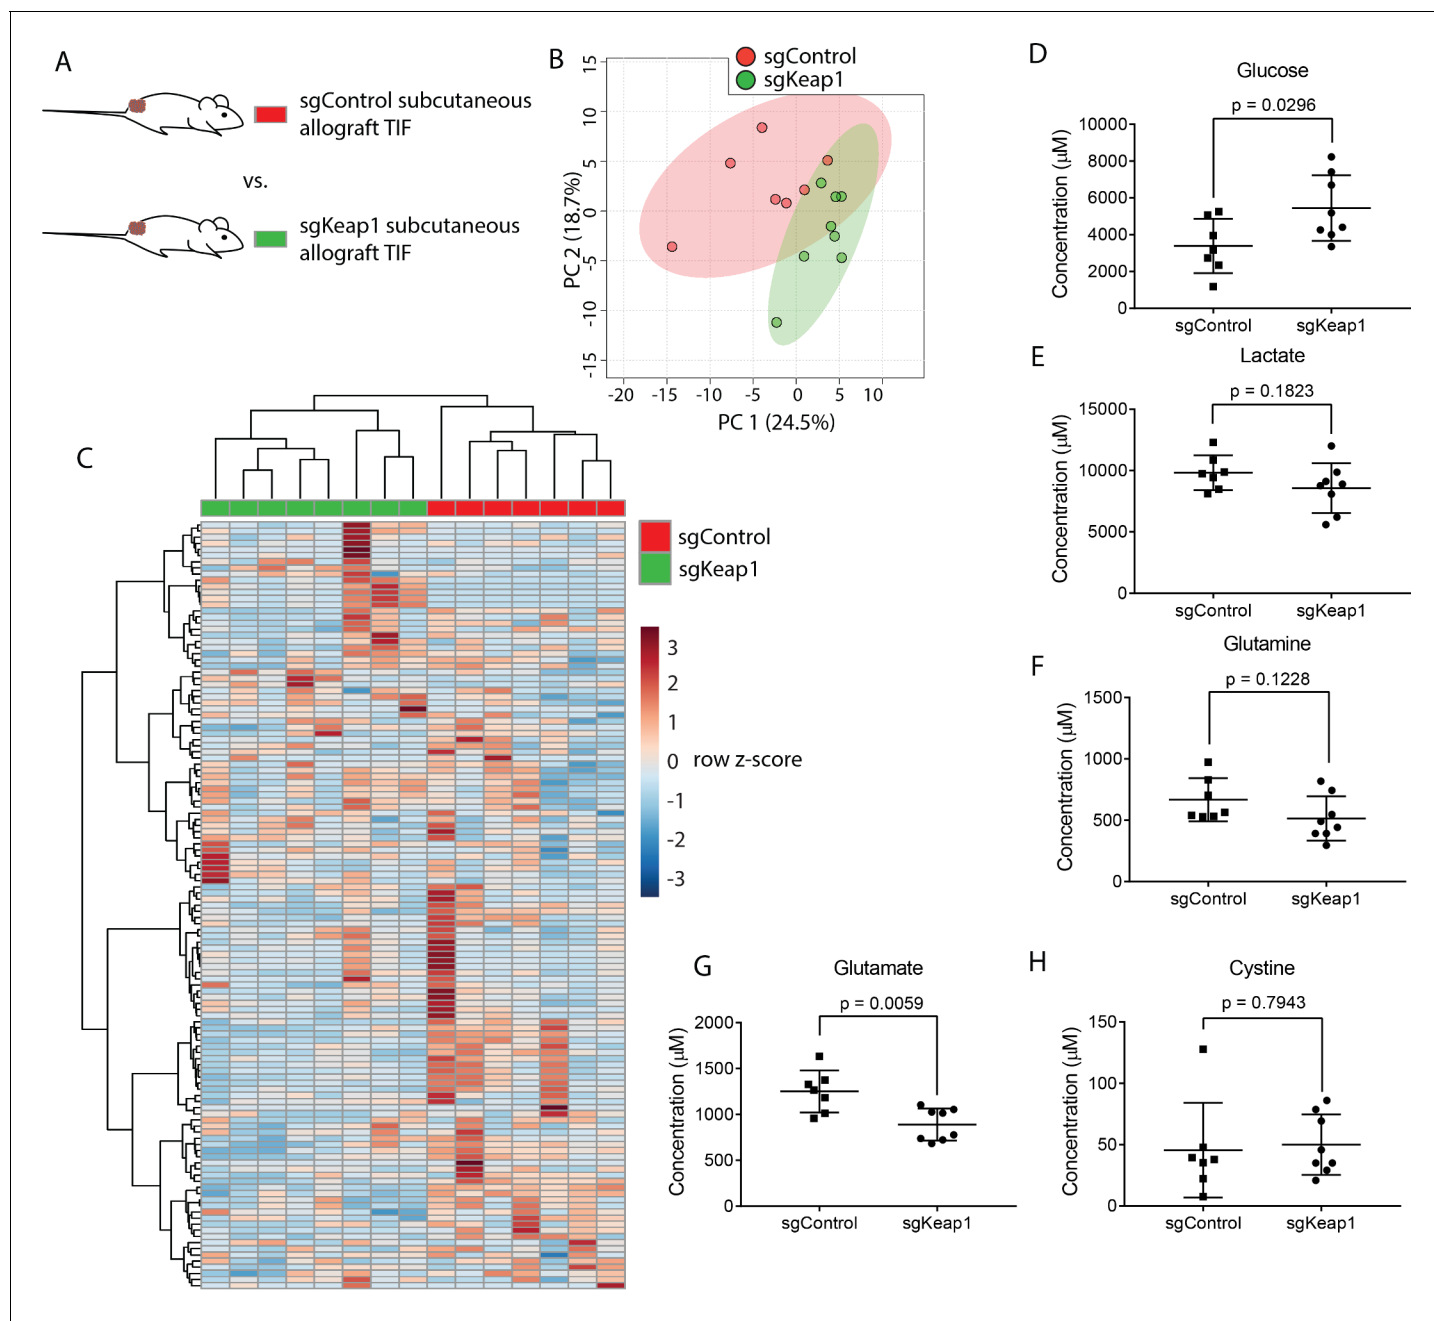 A
sgControl subcutaneous
allograft TIF
vs.
sgKeap1 subcutaneous
allograft TIF
B
sgControl
sgKeap1
15
10
5
0
-5
-10
-15
PC 2 (18.7%)
-20
-15
-10
-5
0
5
10
PC 1 (24.5%)
C
sgControl
sgKeap1
3
2
1
0
-1
-2
-3
row z-score
D
Glucose
p = 0.0296
10000
8000
6000
4000
2000
0
Concentration (µM)
sgControl
sgKeap1
E
Lactate
p = 0.1823
15000
10000
5000
0
Concentration (µM)
sgControl
sgKeap1
F
Glutamine
p = 0.1228
1500
1000
500
0
Concentration (µM)
sgControl
sgKeap1
G
Glutamate
p = 0.0059
2000
1500
1000
500
0
Concentration (µM)
sgControl
sgKeap1
H
Cystine
p = 0.7943
150
100
50
0
Concentration (µM)
sgControl
sgKeap1